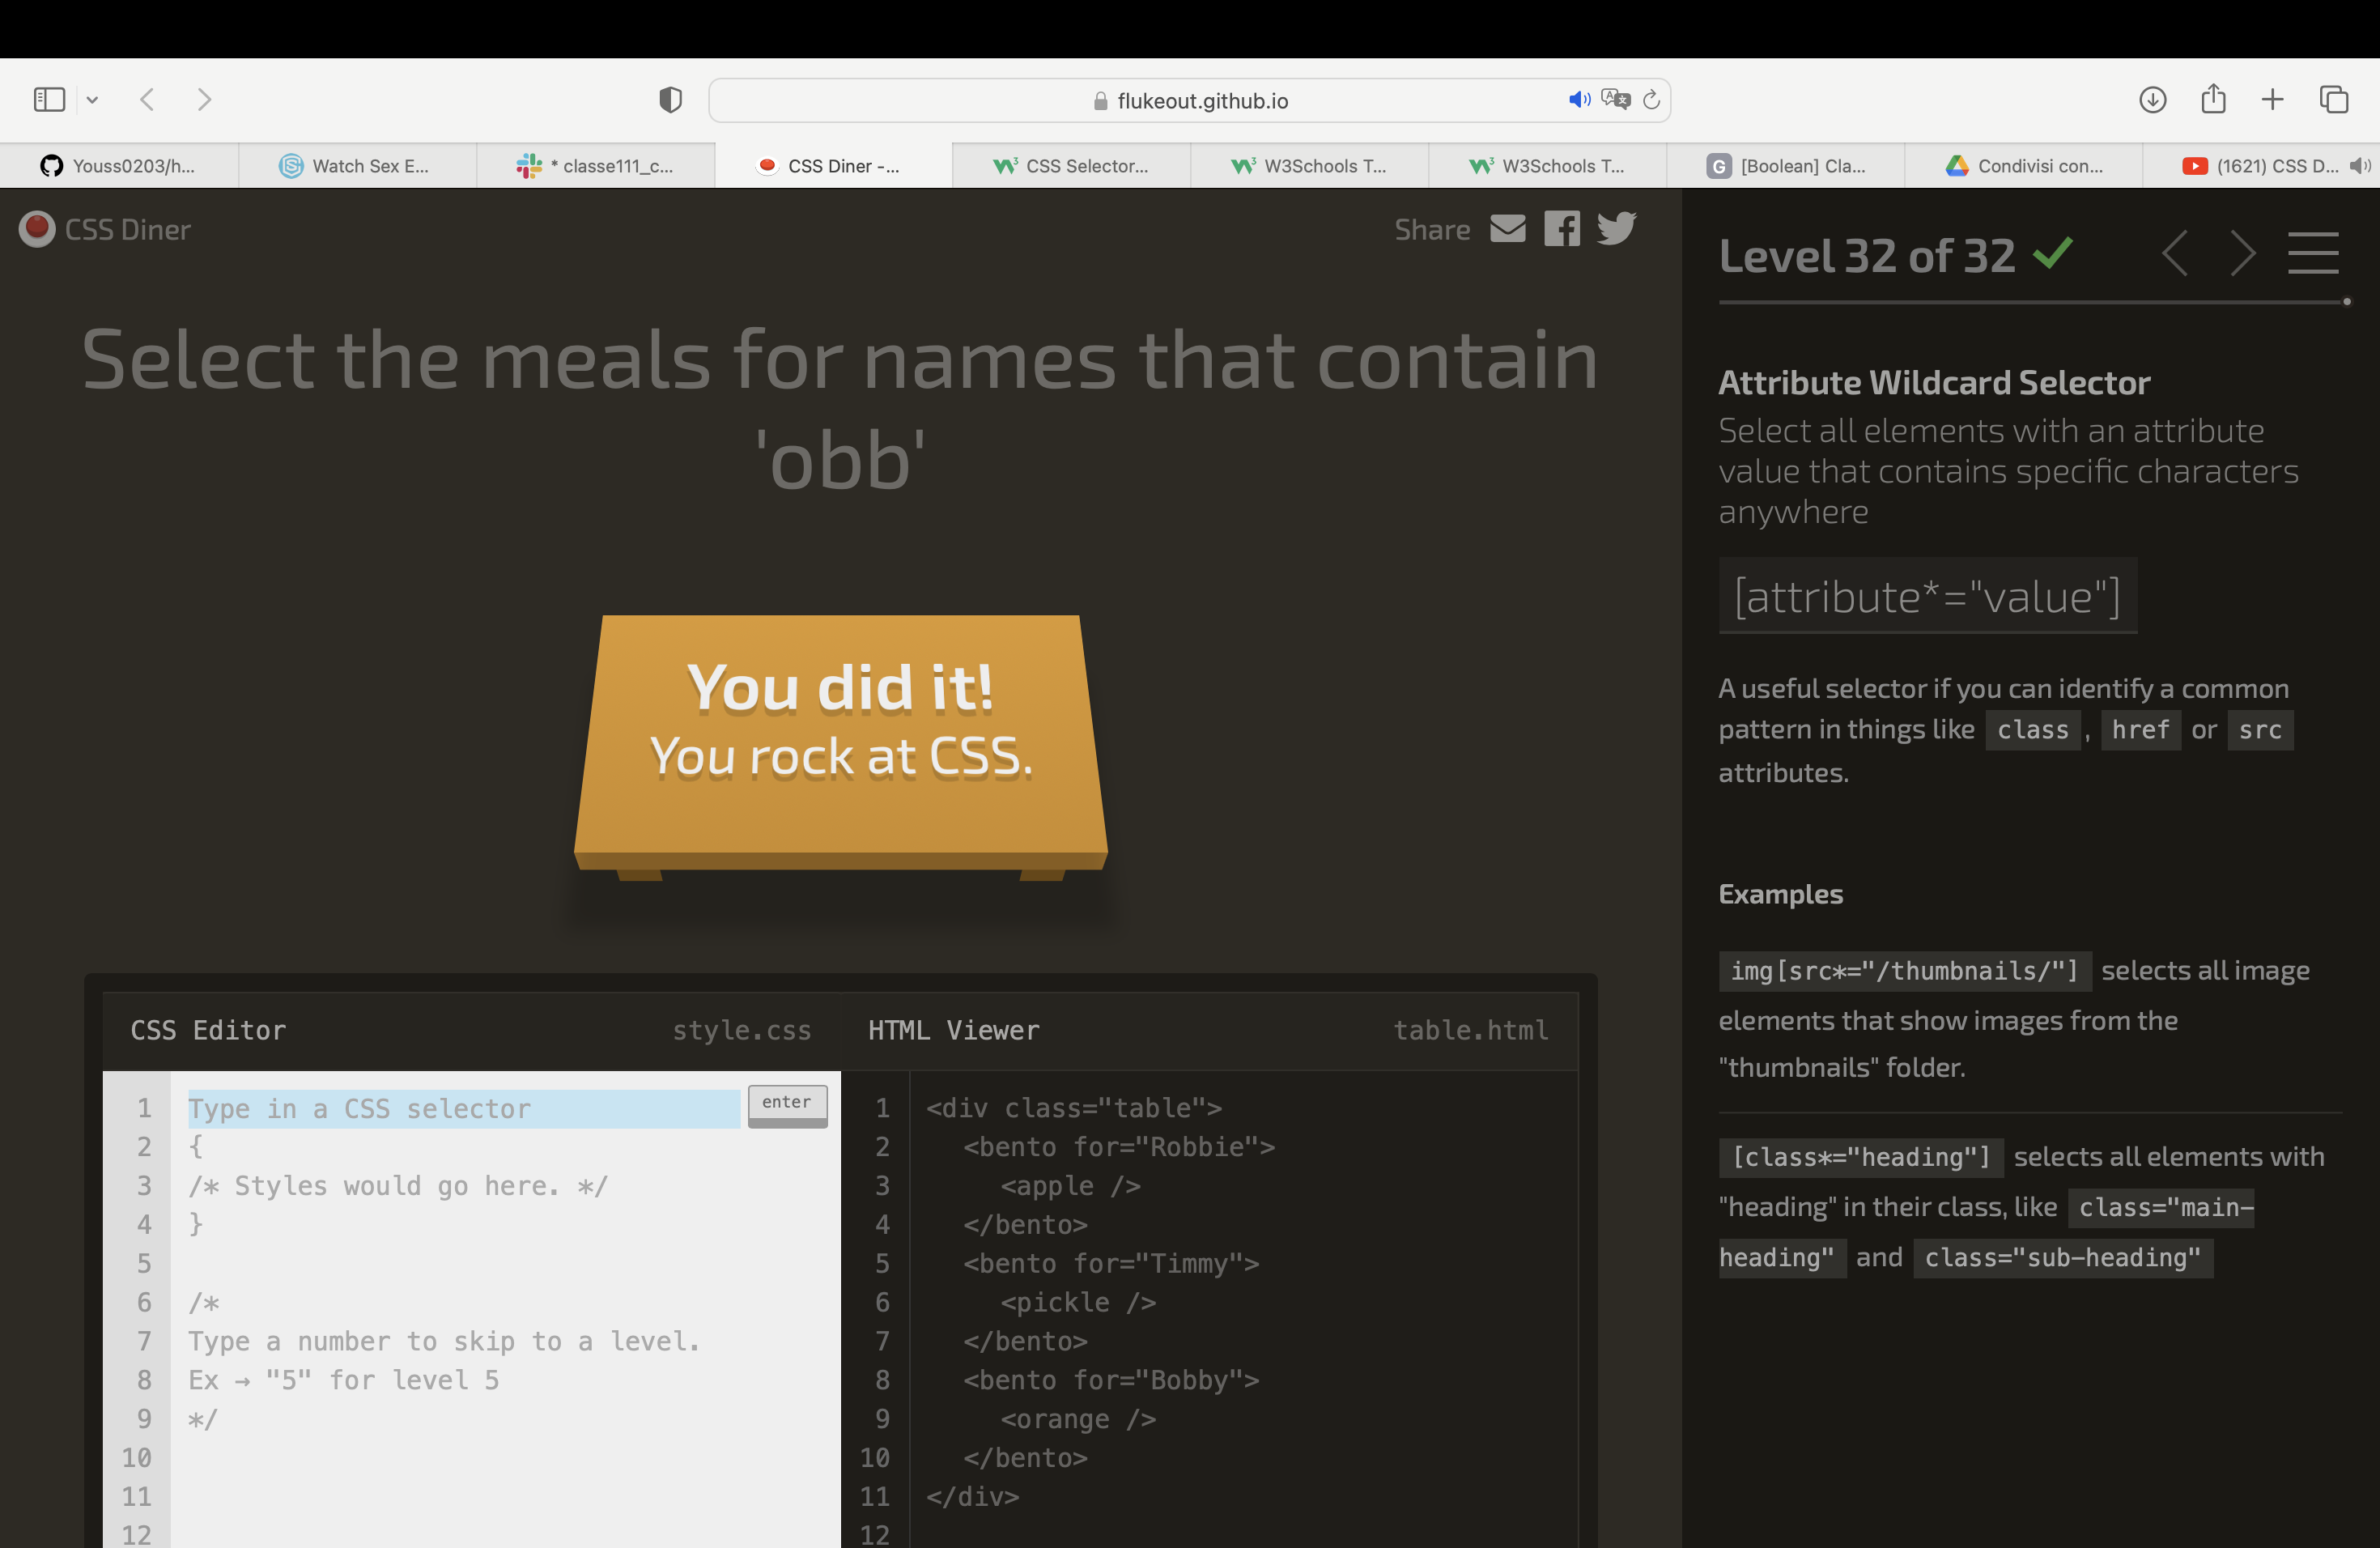 flukeout.github.io
Youss0203/h...
Watch Sex E...
* classe111_c...
CSS Diner -...
CSS Selector...
W3Schools T...
W3Schools T...
G [Boolean] Cla...
Condivisi con...
(1621) CSS D...
CSS Diner
Share
Select the meals for names that contain
'obb'
You did it!
You rock at CSS.
CSS Editor
style.css
1 Type in a CSS selector
enter
2 {
3 /* Styles would go here. */
4 }
5
6 /*
7 Type a number to skip to a level.
8 Ex → "5" for level 5
9 */
10
11
12
HTML Viewer
table.html
1 <div class="table">
2 <bento for="Robbie">
3 <apple />
4 </bento>
5 <bento for="Timmy">
6 <pickle />
7 </bento>
8 <bento for="Bobby">
9 <orange />
10 </bento>
11 </div>
12
Level 32 of 32
Attribute Wildcard Selector
Select all elements with an attribute
value that contains specific characters
anywhere
[attribute*="value"]
A useful selector if you can identify a common
pattern in things like class , href or src
attributes.
Examples
img[src*="/thumbnails/"] selects all image
elements that show images from the
"thumbnails" folder.
[class*="heading"] selects all elements with
"heading" in their class, like class="main-
heading" and class="sub-heading"